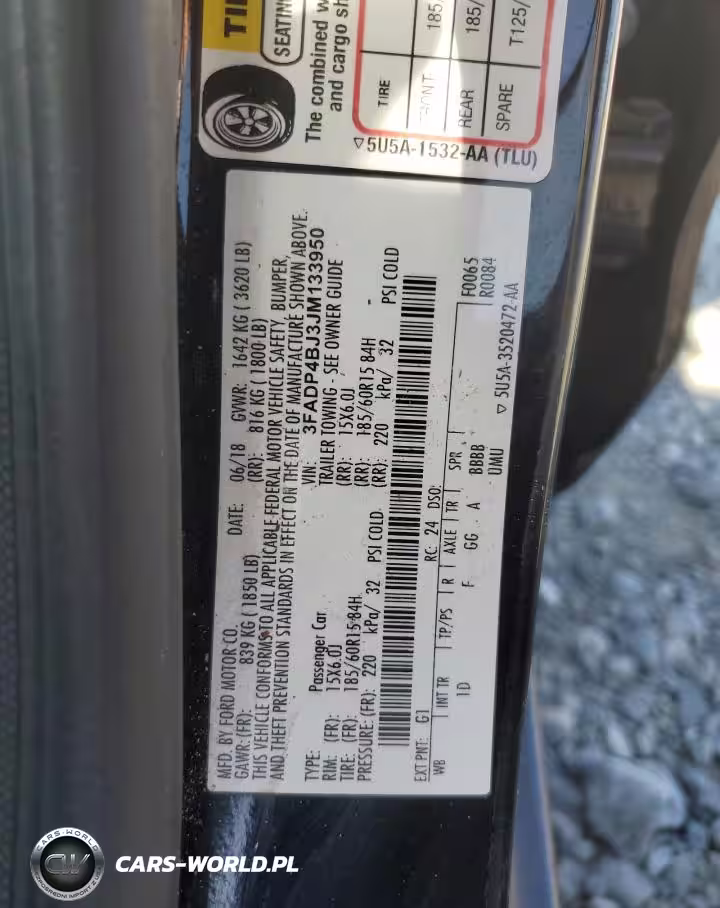 SEATING
The combined w
and cargo sh
TIRE 185/
FRONT 185/
REAR
SPARE T125/
▽5U5A-1532-AA (TLU)
MFD. BY FORD MOTOR CO.
DATE: 06/18 GVWR: 1642 KG ( 3620 LB)
GAWR:(FR): 839 KG ( 1850 LB) (RR): 816 KG ( 1800 LB)
THIS VEHICLE CONFORMS TO ALL APPLICABLE FEDERAL MOTOR VEHICLE SAFETY, BUMPER,
AND THEFT PREVENTION STANDARDS IN EFFECT ON THE DATE OF MANUFACTURE SHOWN ABOVE.
VIN: 3FADP4BJ3JM133950
TYPE: Passenger Car TRAILER TOWING - SEE OWNER GUIDE
RIM: (FR): 15X6.0J (RR): 15X6.0J
TIRE: (FR): 185/60R15 84H (RR): 185/60R15 84H
PRESSURE: (FR): 220 kPa/ 32 PSI COLD (RR): 220 kPa/ 32 PSI COLD
EXT PNT: G1 RC: 24 DSO: F0065
WB INT TR TP/PS R AXLE TR SPR R0084
1D F GG A BBBB
UMU
▽ 5U5A-3520472-AA
CARS-WORLD
CW
CARS-WORLD.PL